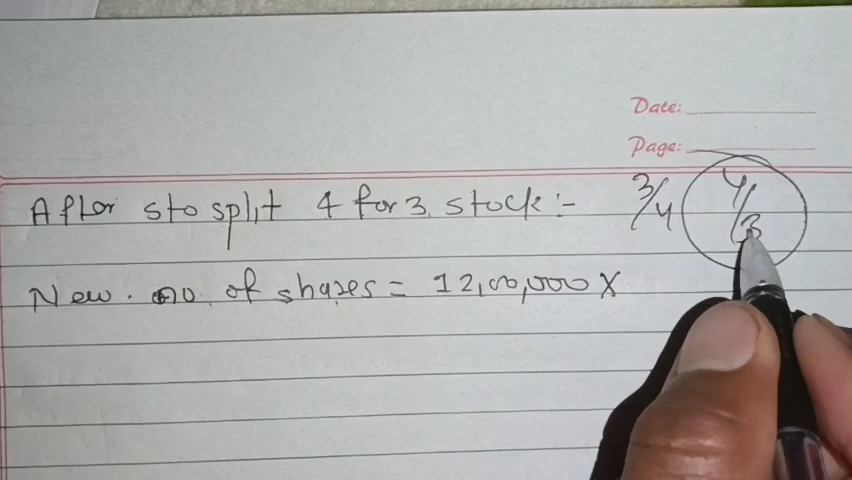 Date:
Page:
After sto split 4 for 3 stock :- 3/4 4/3
New. no. of shares = 12,00,000 X